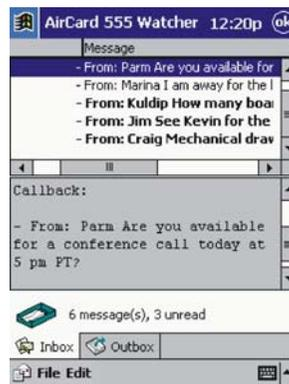 AirCard 555 Watcher 12:20p ok
Message
- From: Parm Are you available for
- From: Marina I am away for the l
- From: Kuldip How many boar
- From: Jim See Kevin for the
- From: Craig Mechanical draw
Callback:
- From: Parm Are you available
for a conference call today at
5 pm PT?
6 message(s), 3 unread
Inbox Outbox
File Edit